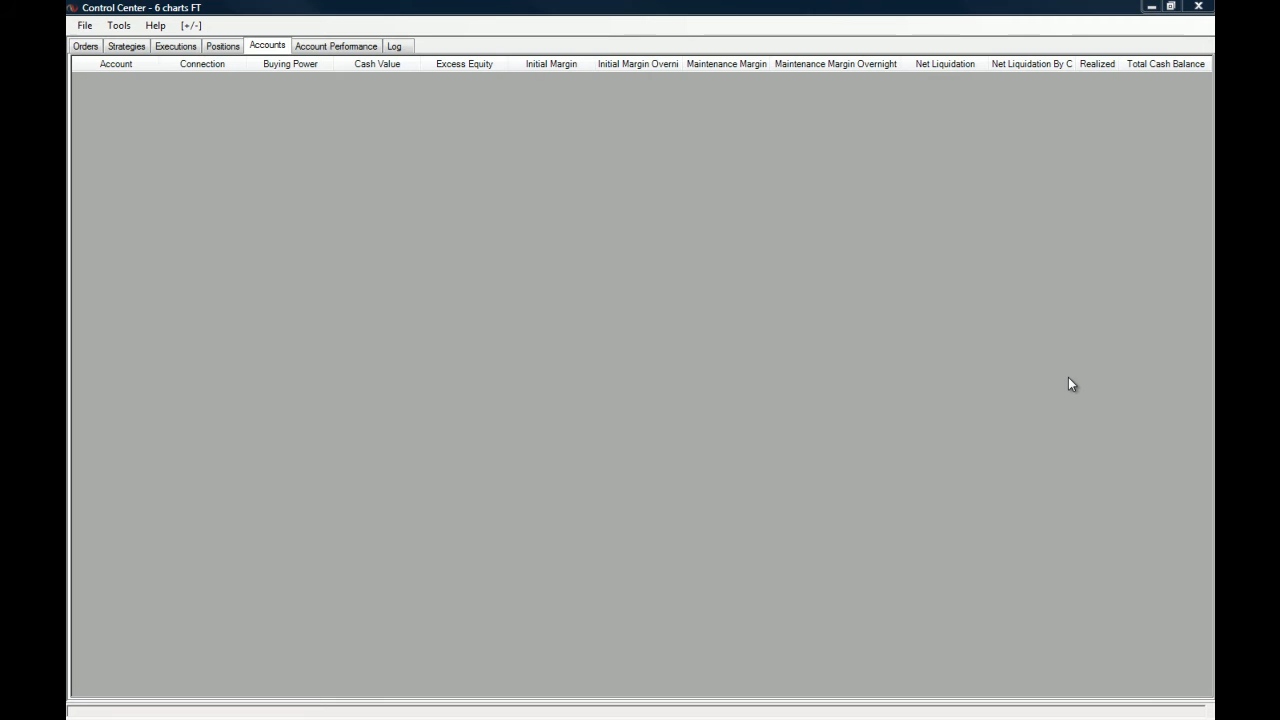 Control Center - 6 charts FT
File Tools Help [+/-]
Orders Strategies Executions Positions Accounts Account Performance Log
Account Connection Buying Power Cash Value Excess Equity Initial Margin Initial Margin Overni Maintenance Margin Maintenance Margin Overnight Net Liquidation Net Liquidation By C Realized Total Cash Balance